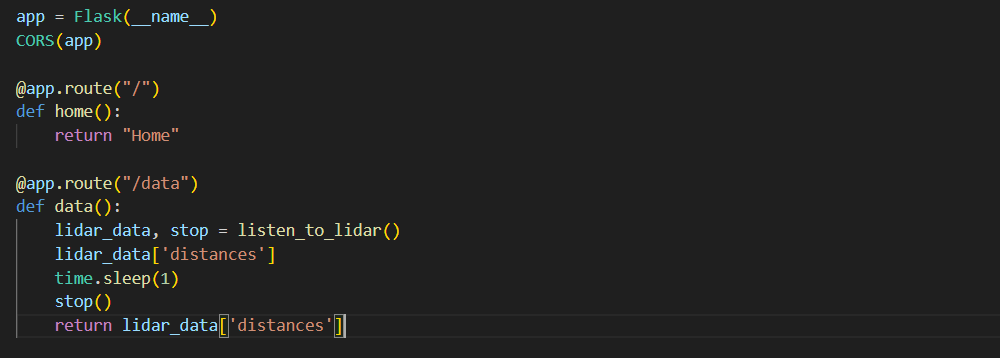 app = Flask(__name__)
CORS(app)
@app.route("/")
def home():
    return "Home"
@app.route("/data")
def data():
    lidar_data, stop = listen_to_lidar()
    lidar_data['distances']
    time.sleep(1)
    stop()
    return lidar_data['distances']